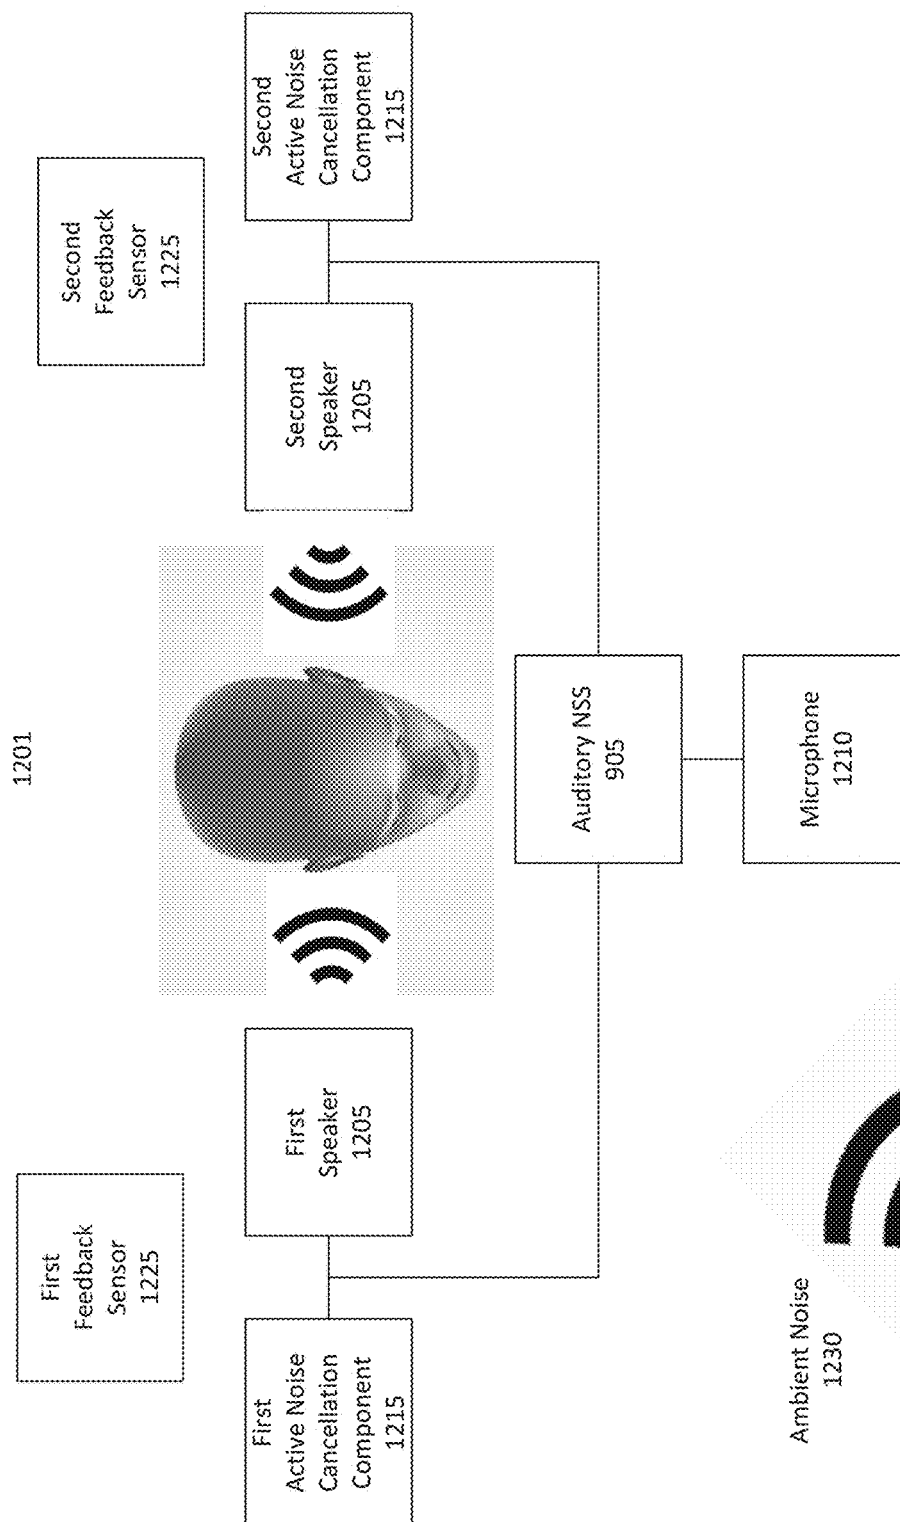 1201
First
Feedback
Sensor
1225
Second
Feedback
Sensor
1225
First
Active Noise
Cancellation
Component
1215
First
Speaker
1205
Second
Speaker
1205
Second
Active Noise
Cancellation
Component
1215
Auditory NSS
905
Ambient Noise
1230
Microphone
1210